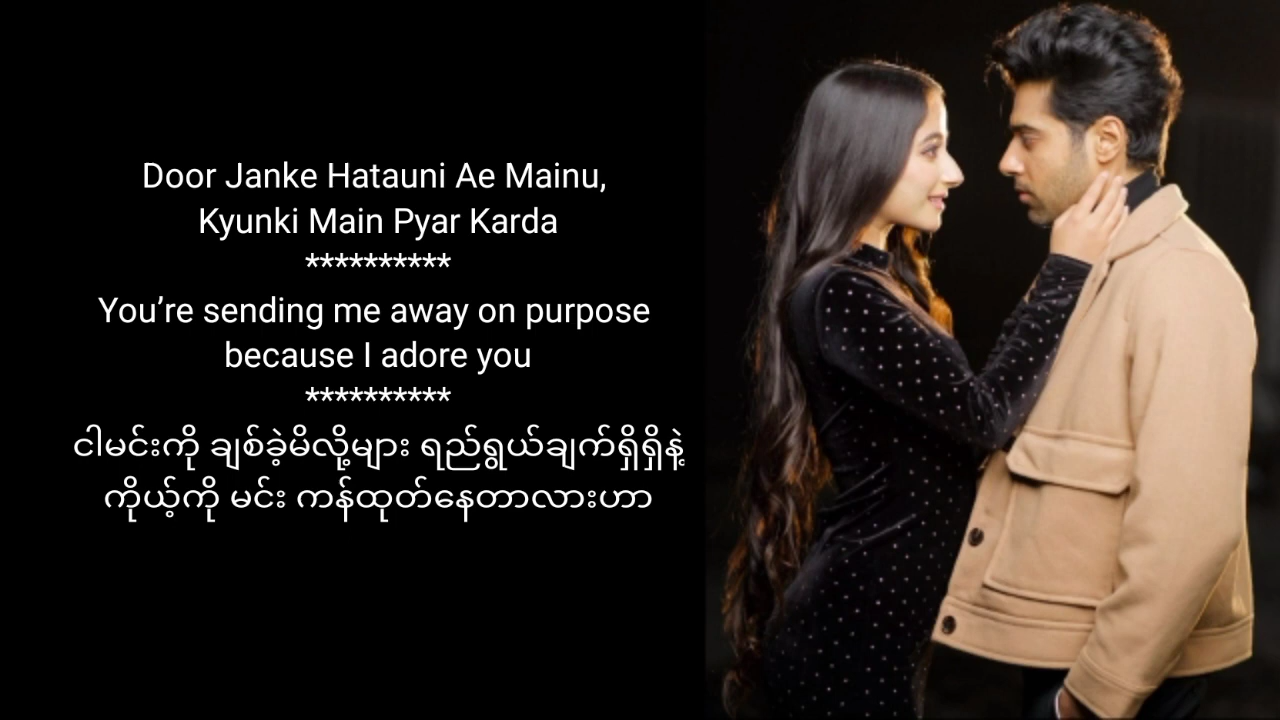 Door Janke Hatauni Ae Mainu,
Kyunki Main Pyar Karda
**********
You’re sending me away on purpose
because I adore you
**********
ငါမင်းကို ချစ်ခဲ့မိလို့များ ရည်ရွယ်ချက်ရှိရှိနဲ့
ကိုယ့်ကို မင်း ကန်ထုတ်နေတာလားဟာ